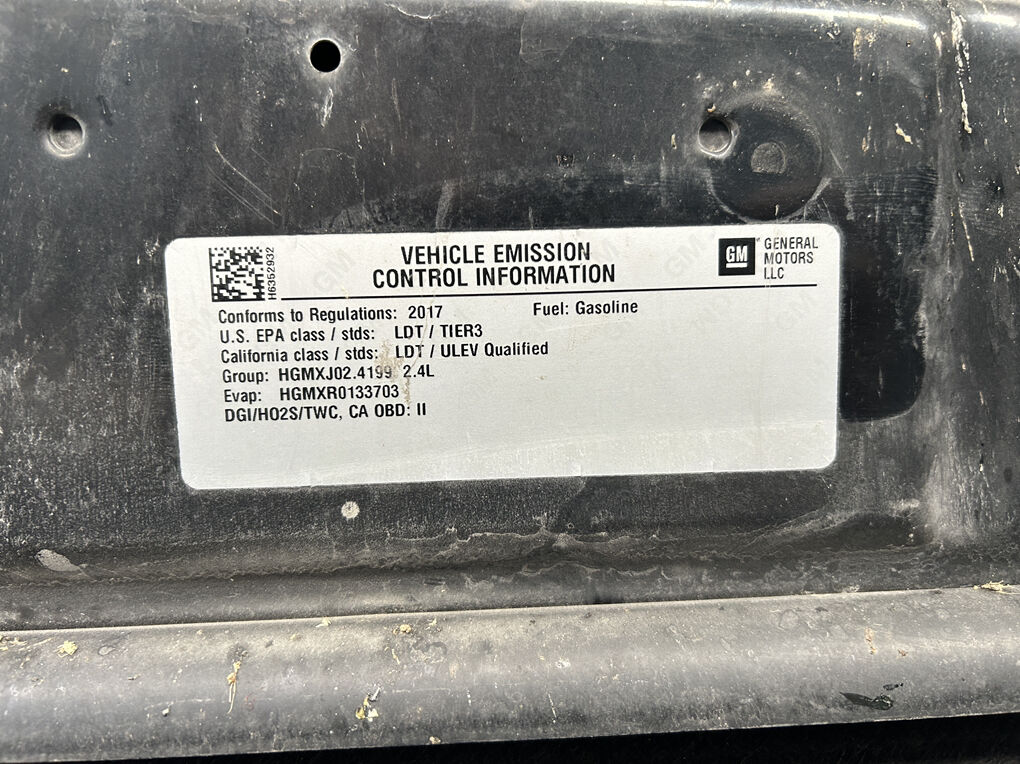 H6352932
VEHICLE EMISSION
CONTROL INFORMATION
GM
GENERAL
MOTORS
LLC
Conforms to Regulations: 2017 Fuel: Gasoline
U.S. EPA class / stds: LDT / TIER3
California class / stds: LDT / ULEV Qualified
Group: HGMXJ02.4199 2.4L
Evap: HGMXR0133703
DGI/HO2S/TWC, CA OBD: II